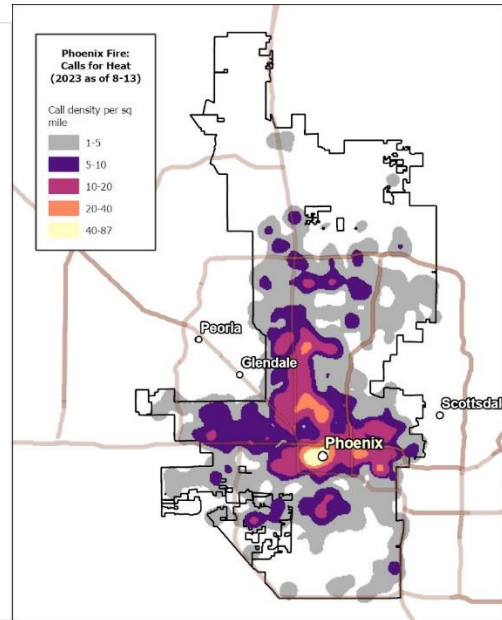 Phoenix Fire:
Calls for Heat
(2023 as of 8-13)
Call density per sq
mile
1-5
5-10
10-20
20-40
40-87
Peoria
Glendale
Scottsdal
Phoenix